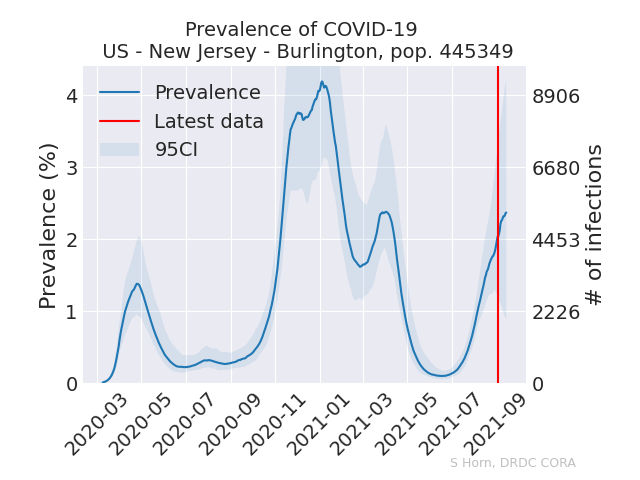 Prevalence of COVID-19
US - New Jersey - Burlington, pop. 445349
Prevalence
Latest data
95CI
Prevalence (%)
4
3
2
1
0
8906
6680
4453
2226
0
# of infections
2020-03
2020-05
2020-07
2020-09
2020-11
2021-01
2021-03
2021-05
2021-07
2021-09
S Horn, DRDC CORA